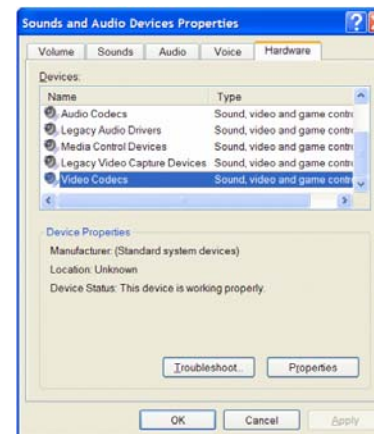 Sounds and Audio Devices Properties
Volume Sounds Audio Voice Hardware
Devices:
Name Type
Audio Codecs Sound, video and game contr
Legacy Audio Drivers Sound, video and game contr
Media Control Devices Sound, video and game contr
Legacy Video Capture Devices Sound, video and game contr
Video Codecs Sound, video and game contr
Device Properties
Manufacturer: (Standard system devices)
Location: Unknown
Device Status: This device is working properly.
Troubleshoot... Properties
OK Cancel Apply